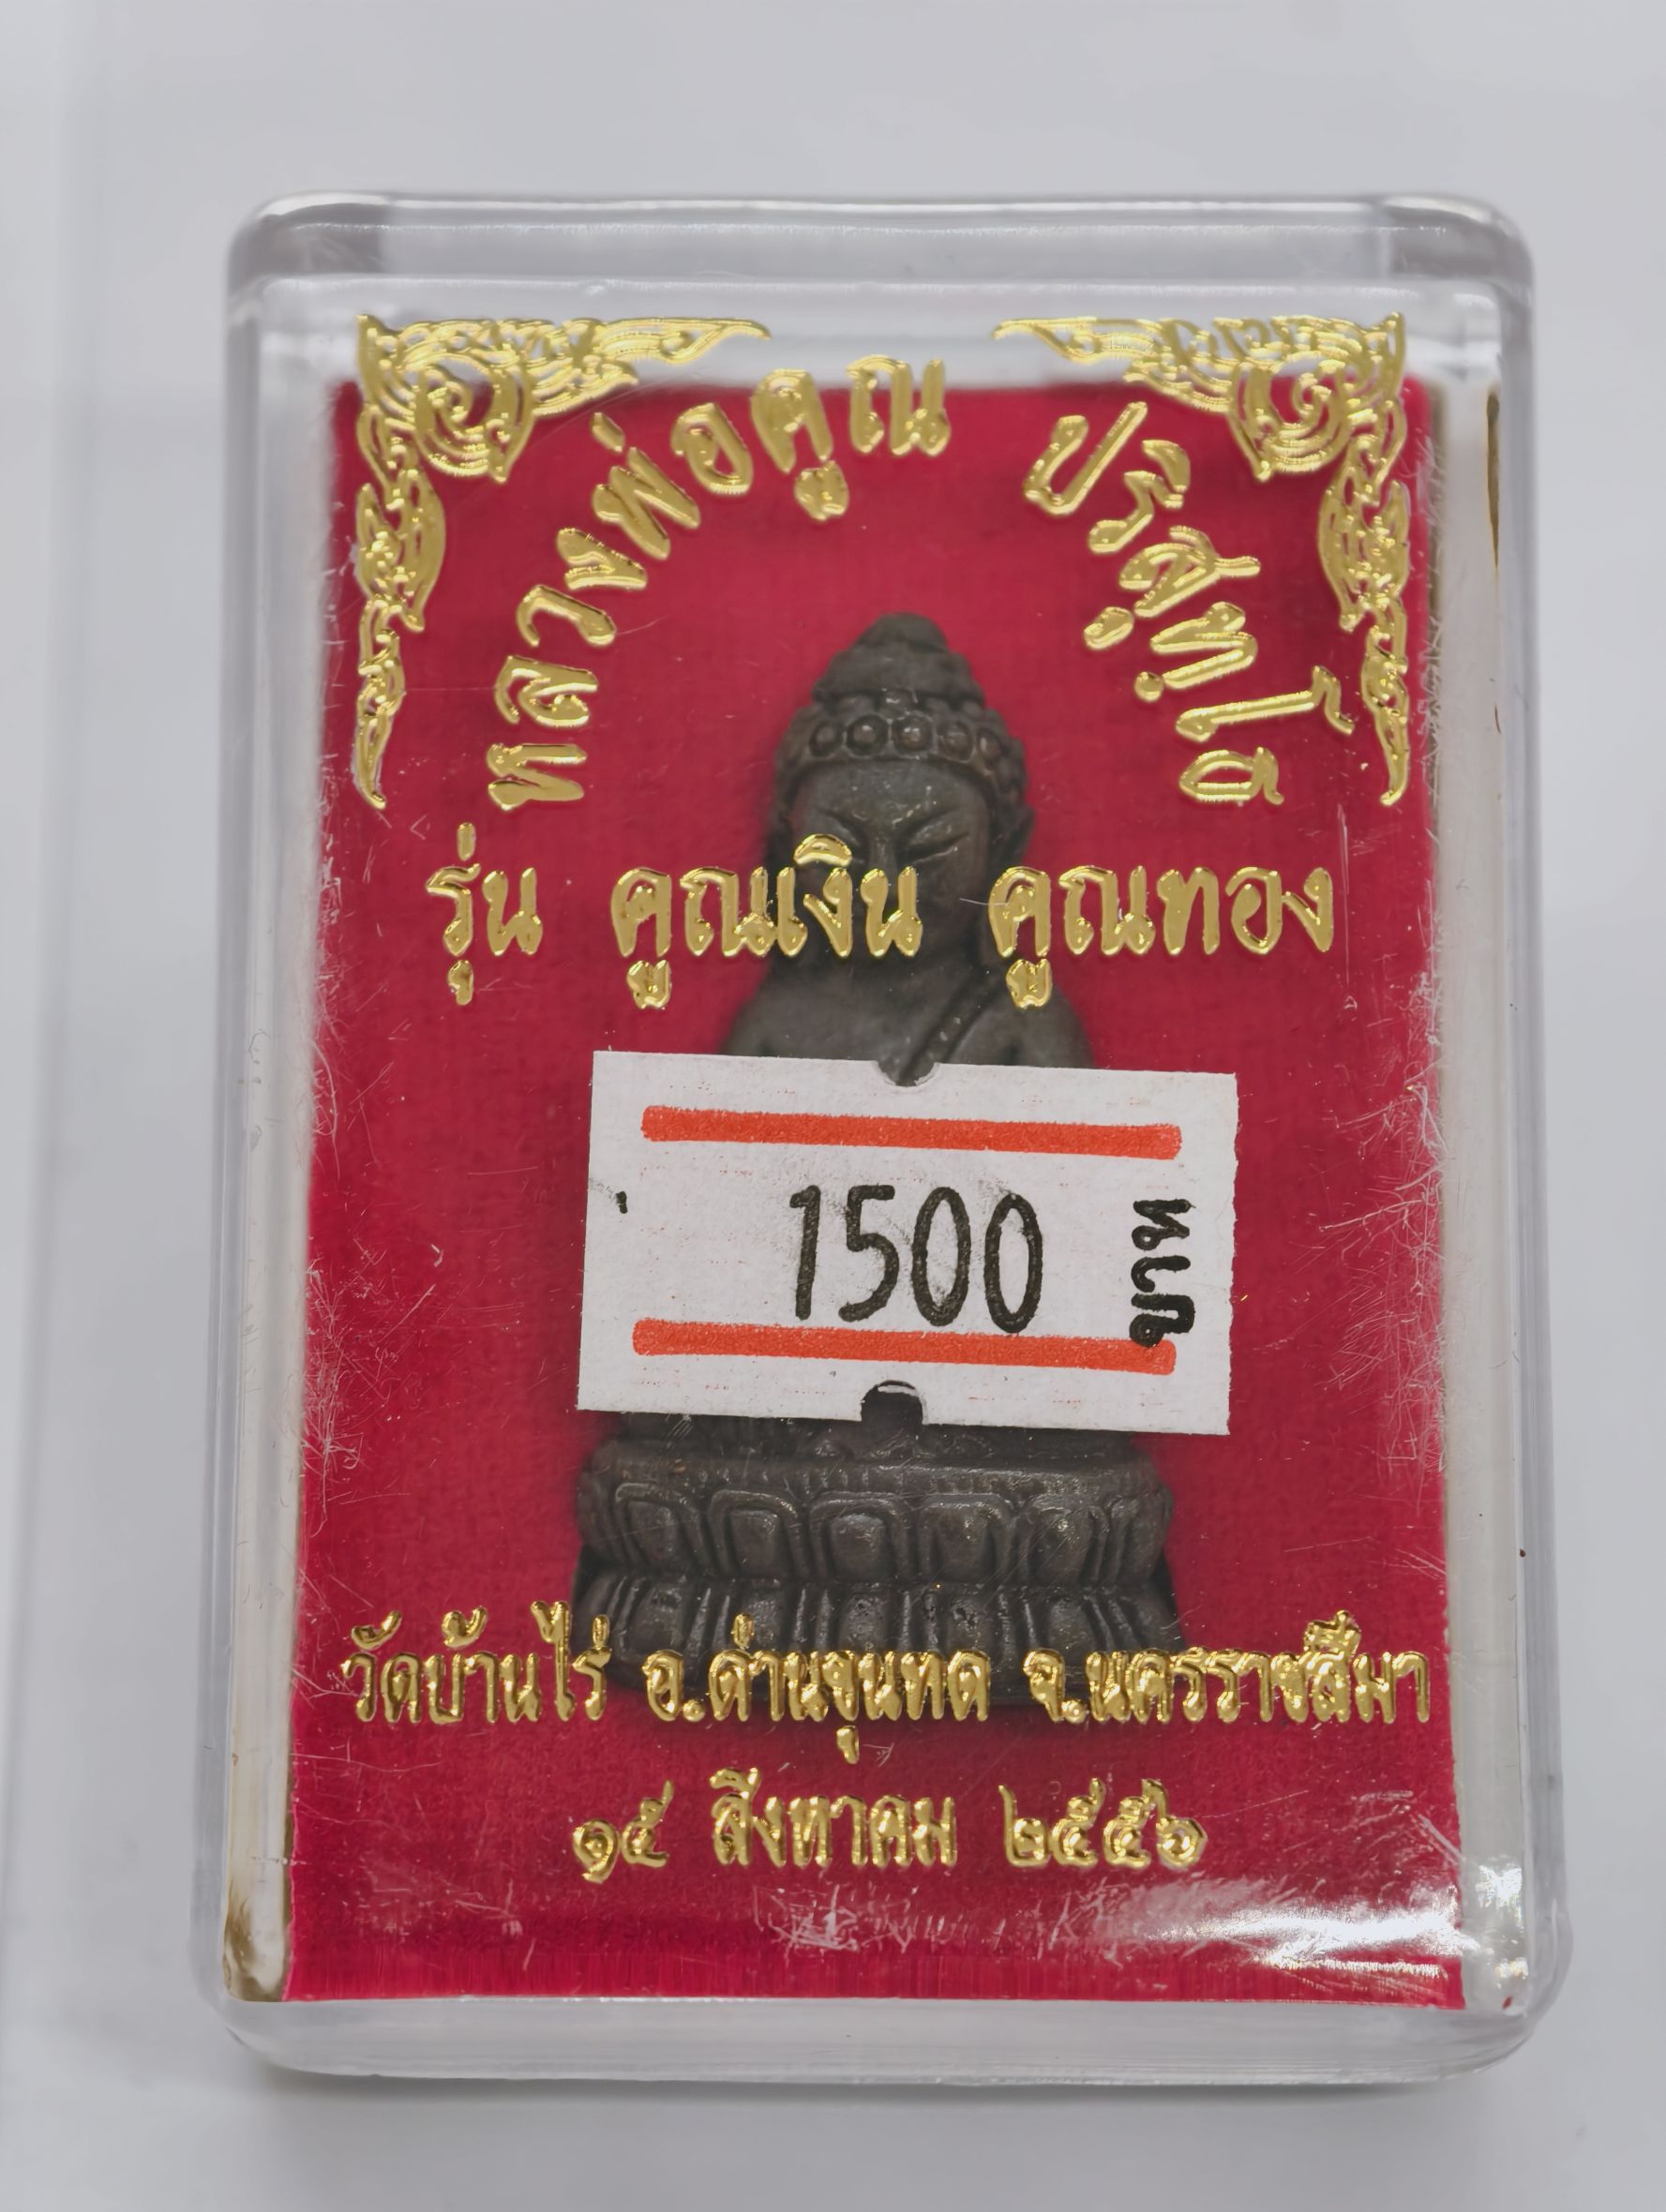 หลวงพ่อคูณ ปริสุทฺโธ
รุ่น คูณเงิน คูณทอง
1500
วัดบ้านไร่ อ.ด่านขุนทด จ.นครราชสีมา
๑๕ สิงหาคม ๒๕๕๖